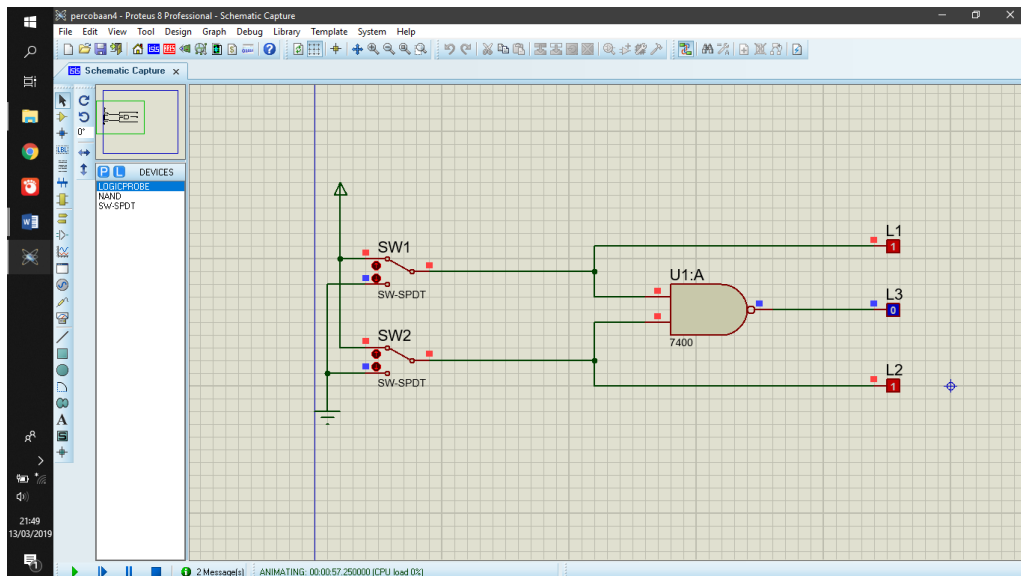 percobaan4 - Proteus 8 Professional - Schematic Capture
File Edit View Tool Design Graph Debug Library Template System Help
Schematic Capture x
0°
LBL
P L DEVICES
LOGICPROBE
NAND
SW-SPDT
L1
1
SW1
SW-SPDT
U1:A
7400
L3
0
SW2
SW-SPDT
L2
1
A
S
21:49
13/03/2019
1
2 Message(s) ANIMATING: 00:00:57.250000 (CPU load 0%)